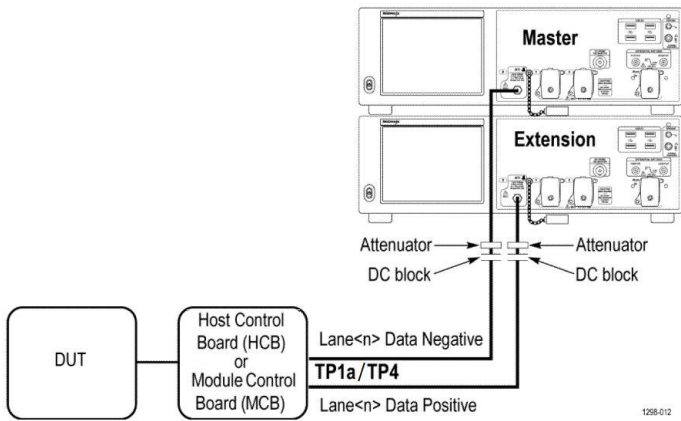 Master
Extension
Attenuator
Attenuator
DC block
DC block
DUT
Host Control
Board (HCB)
or
Module Control
Board (MCB)
Lane<n> Data Negative
TP1a/TP4
Lane<n> Data Positive
1298-012